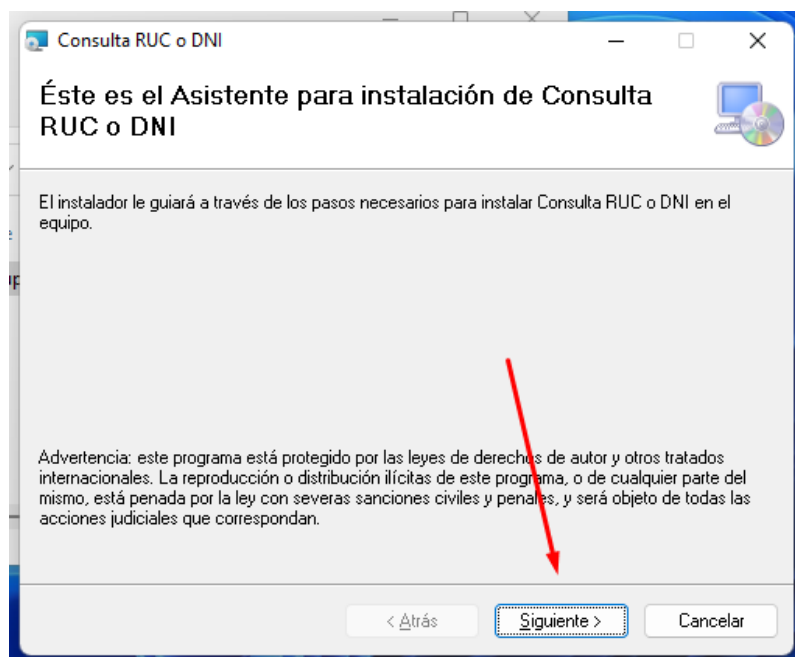 Consulta RUC o DNI
Éste es el Asistente para instalación de Consulta
RUC o DNI
El instalador le guiará a través de los pasos necesarios para instalar Consulta RUC o DNI en el
equipo.
Advertencia: este programa está protegido por las leyes de derechos de autor y otros tratados
internacionales. La reproducción o distribución ilícitas de este programa, o de cualquier parte del
mismo, está penada por la ley con severas sanciones civiles y penales, y será objeto de todas las
acciones judiciales que correspondan.
< Atrás
Siguiente >
Cancelar